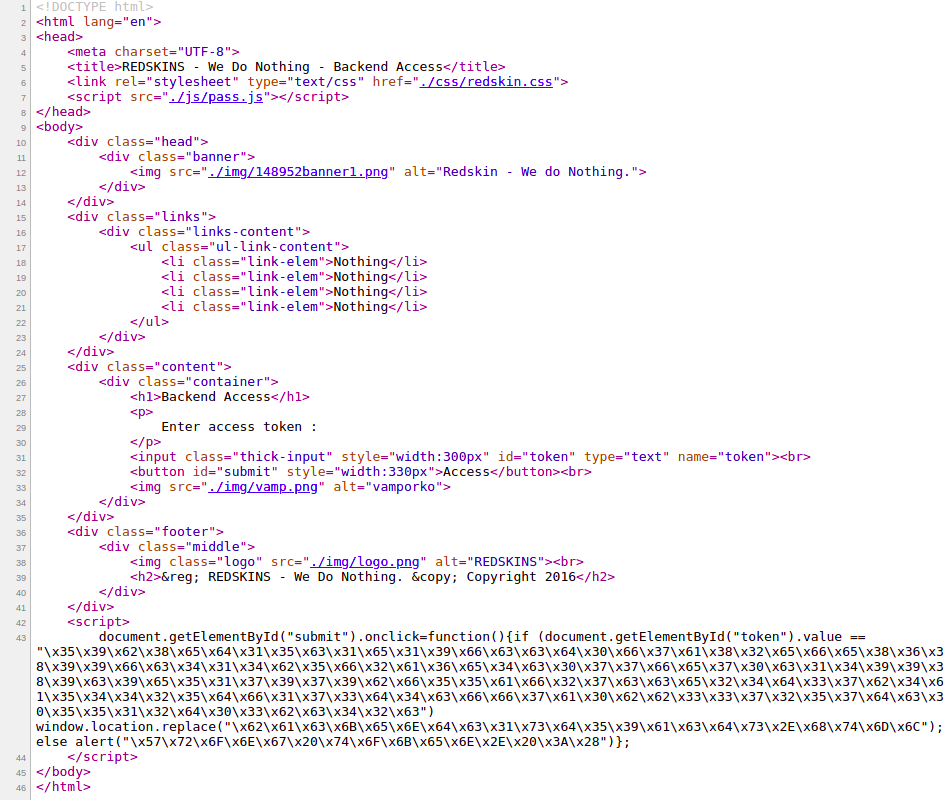 1 <!DOCTYPE html>
2 <html lang="en">
3 <head>
4 <meta charset="UTF-8">
5 <title>REDSKINS - We Do Nothing - Backend Access</title>
6 <link rel="stylesheet" type="text/css" href="./css/redskin.css">
7 <script src="./js/pass.js"></script>
8 </head>
9 <body>
10 <div class="head">
11 <div class="banner">
12 <img src="./img/148952banner1.png" alt="Redskin - We do Nothing.">
13 </div>
14 </div>
15 <div class="links">
16 <div class="links-content">
17 <ul class="ul-link-content">
18 <li class="link-elem">Nothing</li>
19 <li class="link-elem">Nothing</li>
20 <li class="link-elem">Nothing</li>
21 <li class="link-elem">Nothing</li>
22 </ul>
23 </div>
24 </div>
25 <div class="content">
26 <div class="container">
27 <h1>Backend Access</h1>
28 <p>
29 Enter access token :
30 </p>
31 <input class="thick-input" style="width:300px" id="token" type="text" name="token"><br>
32 <button id="submit" style="width:330px">Access</button><br>
33 <img src="./img/vamp.png" alt="vamporko">
34 </div>
35 </div>
36 <div class="footer">
37 <div class="middle">
38 <img class="logo" src="./img/logo.png" alt="REDSKINS"><br>
39 <h2>&reg; REDSKINS - We Do Nothing. &copy; Copyright 2016</h2>
40 </div>
41 </div>
42 <script>
43 document.getElementById("submit").onclick=function(){if (document.getElementById("token").value ==
"\x35\x39\x62\x38\x65\x64\x31\x35\x63\x31\x65\x31\x39\x66\x63\x63\x64\x30\x66\x37\x61\x38\x32\x65\x66\x65\x38\x36\x3
8\x39\x39\x66\x63\x34\x31\x34\x62\x35\x66\x32\x61\x36\x65\x34\x63\x30\x37\x37\x66\x65\x37\x30\x63\x31\x34\x39\x39\x3
8\x39\x63\x39\x65\x35\x31\x37\x39\x37\x39\x62\x66\x35\x35\x61\x66\x32\x37\x63\x63\x65\x32\x34\x64\x33\x37\x62\x34\x6
1\x35\x34\x34\x32\x35\x64\x66\x31\x37\x33\x64\x34\x63\x66\x66\x37\x61\x30\x62\x62\x33\x33\x37\x32\x35\x37\x64\x63\x3
0\x35\x35\x31\x32\x64\x30\x33\x62\x63\x34\x32\x63")
window.location.replace("\x62\x61\x63\x6B\x65\x6E\x64\x63\x31\x73\x64\x35\x39\x61\x63\x64\x73\x2E\x68\x74\x6D\x6C");
else alert("\x57\x72\x6F\x6E\x67\x20\x74\x6F\x6B\x65\x6E\x2E\x20\x3A\x28")};
44 </script>
45 </body>
46 </html>